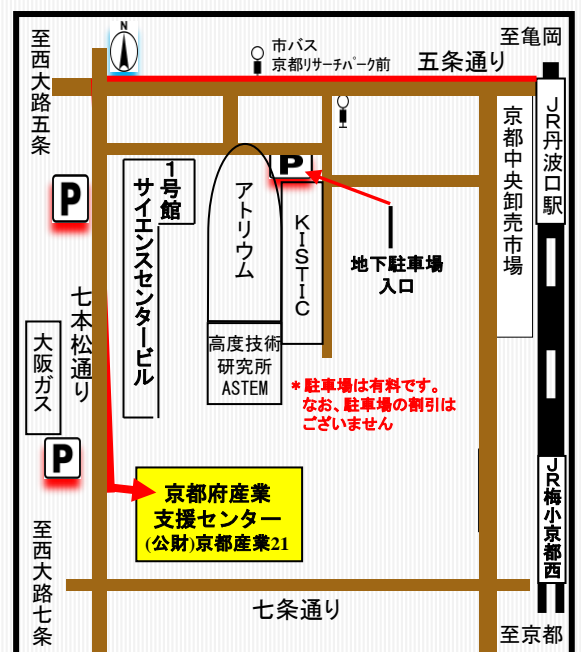 至亀岡
市バス
京都リサーチパーク前
五条通り
至西大路五条
N
JR丹波口駅
京都中央卸売市場
1号館
サイエンスセンタービル
アトリウム
P
KISTIC
P
地下駐車場
入口
七本松通り
大阪ガス
高度技術
研究所
ASTEM
*駐車場は有料です。
なお、駐車場の割引は
ございません
P
京都府産業
支援センター
(公財)京都産業21
JR梅小京都西
至西大路七条
七条通り
至京都